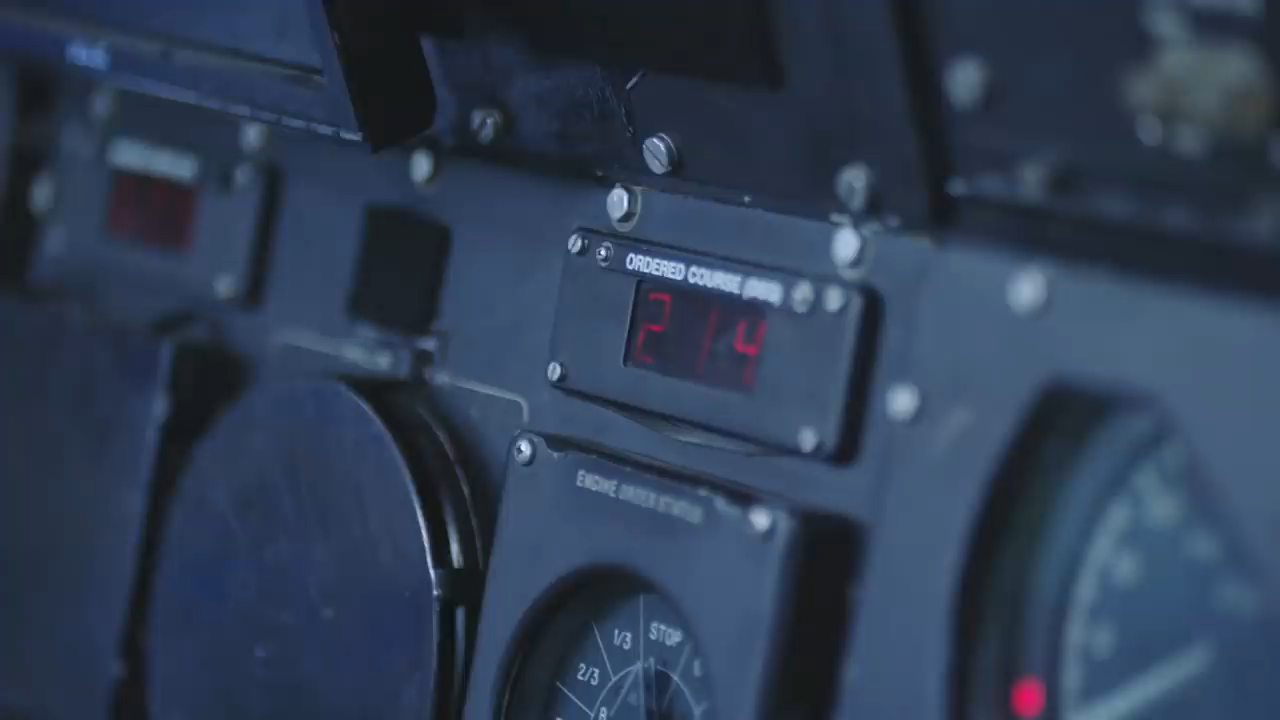 ORDERED COURSE
214
ENGINE ORDER STATUS
STOP
1/3
2/3